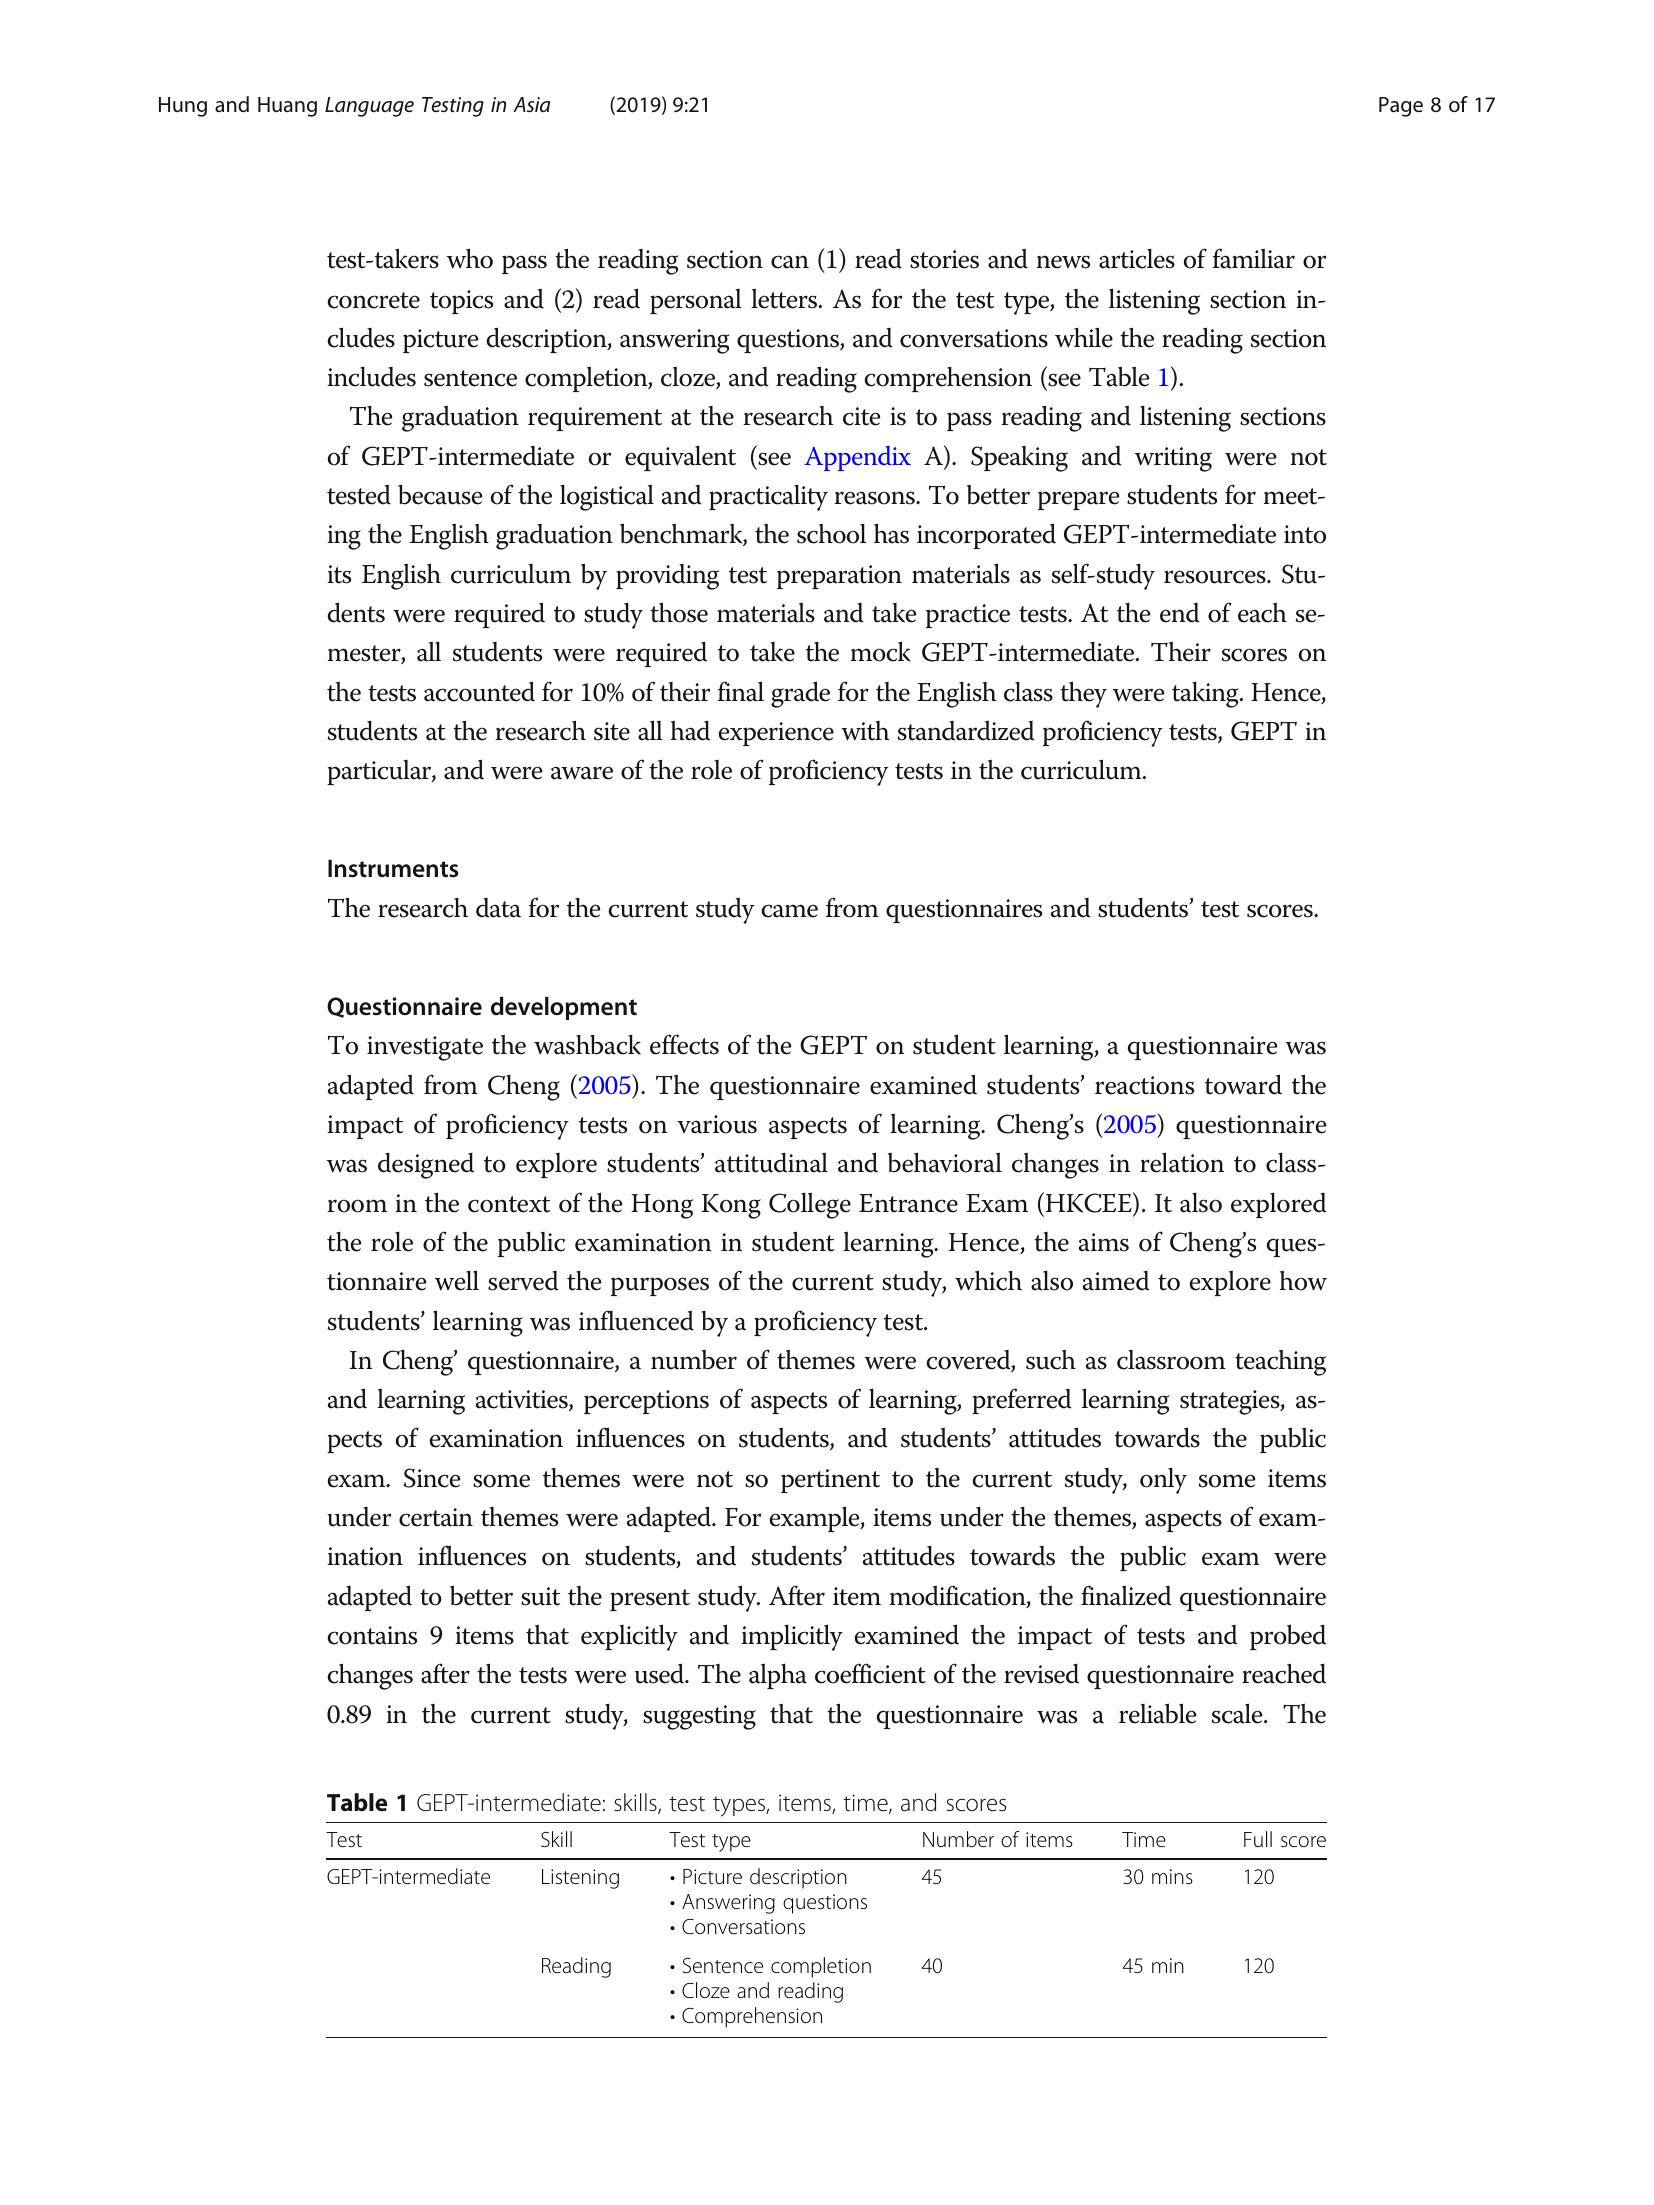 Hung and Huang Language Testing in Asia (2019) 9:21 Page 8 of 17
test-takers who pass the reading section can (1) read stories and news articles of familiar or
concrete topics and (2) read personal letters. As for the test type, the listening section in-
cludes picture description, answering questions, and conversations while the reading section
includes sentence completion, cloze, and reading comprehension (see Table 1).
The graduation requirement at the research cite is to pass reading and listening sections
of GEPT-intermediate or equivalent (see Appendix A). Speaking and writing were not
tested because of the logistical and practicality reasons. To better prepare students for meet-
ing the English graduation benchmark, the school has incorporated GEPT-intermediate into
its English curriculum by providing test preparation materials as self-study resources. Stu-
dents were required to study those materials and take practice tests. At the end of each se-
mester, all students were required to take the mock GEPT-intermediate. Their scores on
the tests accounted for 10% of their final grade for the English class they were taking. Hence,
students at the research site all had experience with standardized proficiency tests, GEPT in
particular, and were aware of the role of proficiency tests in the curriculum.
Instruments
The research data for the current study came from questionnaires and students’ test scores.
Questionnaire development
To investigate the washback effects of the GEPT on student learning, a questionnaire was
adapted from Cheng (2005). The questionnaire examined students’ reactions toward the
impact of proficiency tests on various aspects of learning. Cheng’s (2005) questionnaire
was designed to explore students’ attitudinal and behavioral changes in relation to class-
room in the context of the Hong Kong College Entrance Exam (HKCEE). It also explored
the role of the public examination in student learning. Hence, the aims of Cheng’s ques-
tionnaire well served the purposes of the current study, which also aimed to explore how
students’ learning was influenced by a proficiency test.
In Cheng’ questionnaire, a number of themes were covered, such as classroom teaching
and learning activities, perceptions of aspects of learning, preferred learning strategies, as-
pects of examination influences on students, and students’ attitudes towards the public
exam. Since some themes were not so pertinent to the current study, only some items
under certain themes were adapted. For example, items under the themes, aspects of exam-
ination influences on students, and students’ attitudes towards the public exam were
adapted to better suit the present study. After item modification, the finalized questionnaire
contains 9 items that explicitly and implicitly examined the impact of tests and probed
changes after the tests were used. The alpha coefficient of the revised questionnaire reached
0.89 in the current study, suggesting that the questionnaire was a reliable scale. The
Table 1 GEPT-intermediate: skills, test types, items, time, and scores
Test Skill Test type Number of items Time Full score
GEPT-intermediate Listening • Picture description 45 30 mins 120
• Answering questions
• Conversations
Reading • Sentence completion 40 45 min 120
• Cloze and reading
• Comprehension